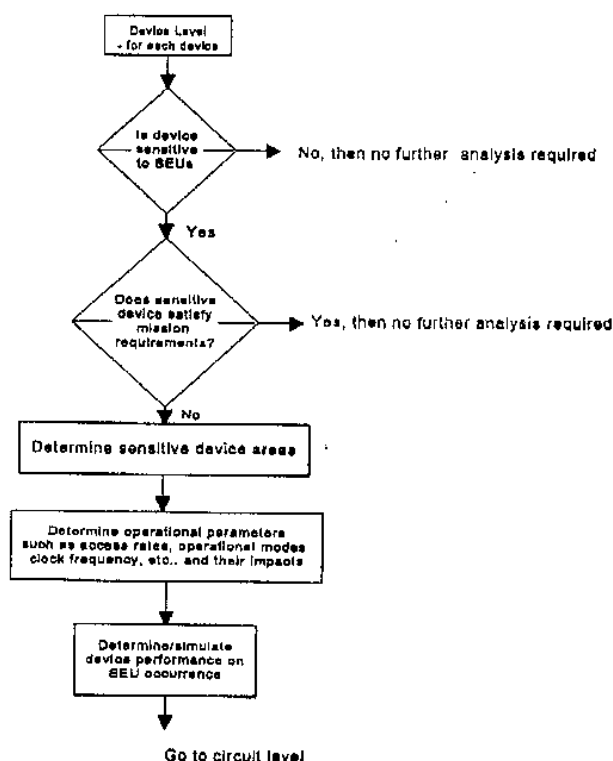 Device Level
- for each device
Is device
sensitive
to SEUs
No, then no further analysis required
Yes
Does sensitive
device satisfy
mission
requirements?
Yes, then no further analysis required
No
Determine sensitive device areas
Determine operational parameters
such as access rates, operational modes
clock frequency, etc.. and their impacts
Determine/simulate
device performance on
SEU occurrence
Go to circuit level